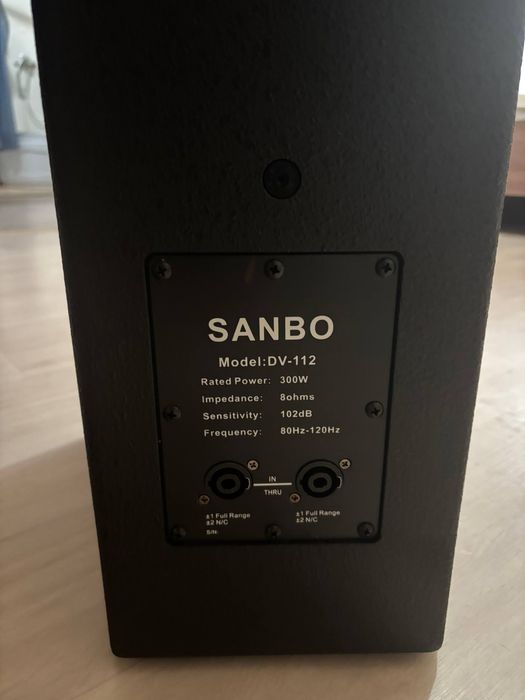 SANBO
Model:DV-112
Rated Power: 300W
Impedance: 8ohms
Sensitivity: 102dB
Frequency: 80Hz-120Hz
IN
THRU
±1 Full Range
±2 N/C
±1 Full Range
±2 N/C
S/N: